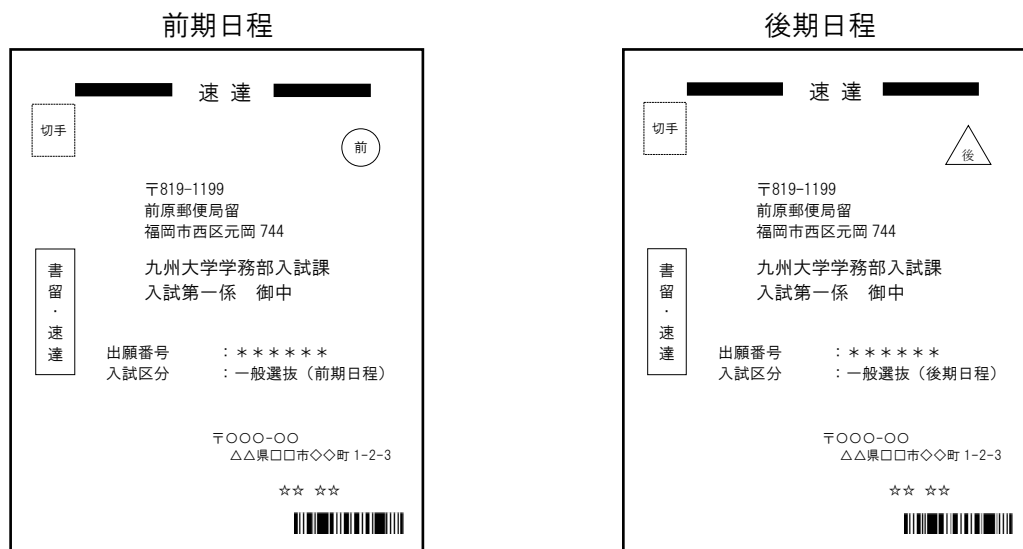 前期日程
速 達
切手
前
〒819-1199
前原郵便局留
福岡市西区元岡 744
書留・速達
九州大学学務部入試課
入試第一係 御中
出願番号 :******
入試区分 :一般選抜(前期日程)
〒○○○-○○
△△県□□市◇◇町 1-2-3
☆☆ ☆☆
後期日程
速 達
切手
後
〒819-1199
前原郵便局留
福岡市西区元岡 744
書留・速達
九州大学学務部入試課
入試第一係 御中
出願番号 :******
入試区分 :一般選抜(後期日程)
〒○○○-○○
△△県□□市◇◇町 1-2-3
☆☆ ☆☆